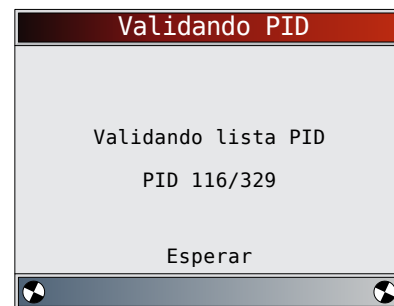 Validando PID
Validando lista PID
PID 116/329
Esperar